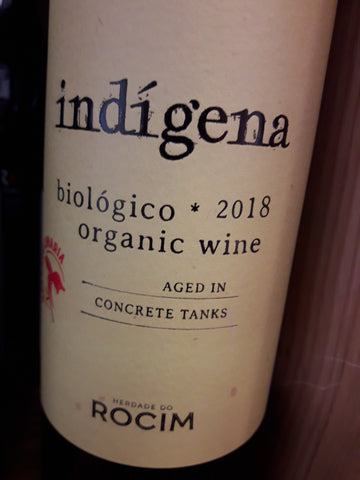 indígena
biológico * 2018
organic wine
AGED IN
CONCRETE TANKS
HERDADE DO
ROCIM